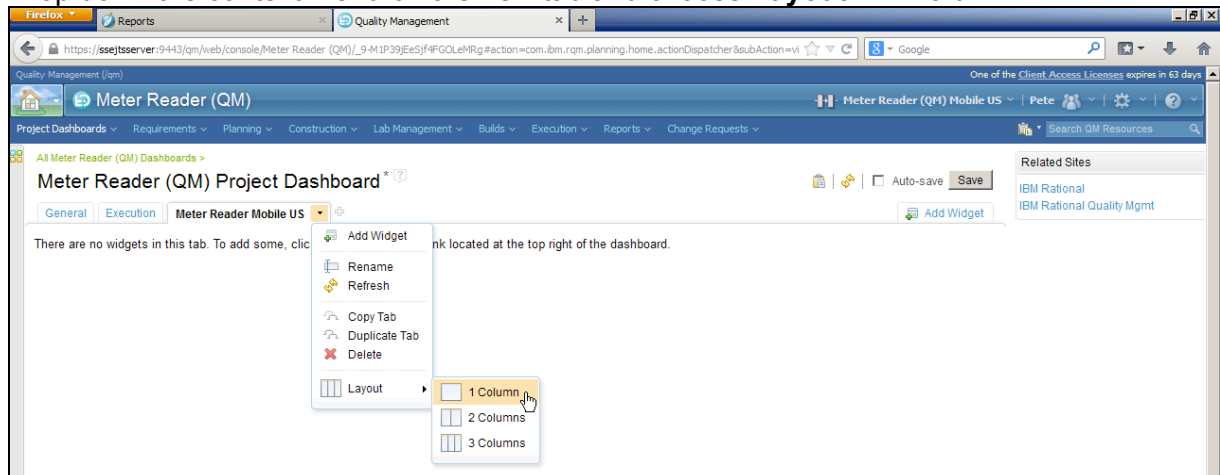 Firefox
Reports
Quality Management
https://ssejtsserver:9443/qm/web/console/Meter Reader (QM)/_9-M1P39jEeSjf4FGOLeMRg#action=com.ibm.rqm.planning.home.actionDispatcher&subAction=vi
Google
Quality Management (/qm)
One of the Client Access Licenses expires in 63 days
Meter Reader (QM)
Meter Reader (QM) Mobile US | Pete
Project Dashboards Requirements Planning Construction Lab Management Builds Execution Reports Change Requests
Search QM Resources
All Meter Reader (QM) Dashboards >
Meter Reader (QM) Project Dashboard * ?
Auto-save Save
General Execution Meter Reader Mobile US
Add Widget
There are no widgets in this tab. To add some, clic nk located at the top right of the dashboard.
Add Widget
Rename
Refresh
Copy Tab
Duplicate Tab
Delete
Layout
1 Column
2 Columns
3 Columns
Related Sites
IBM Rational
IBM Rational Quality Mgmt